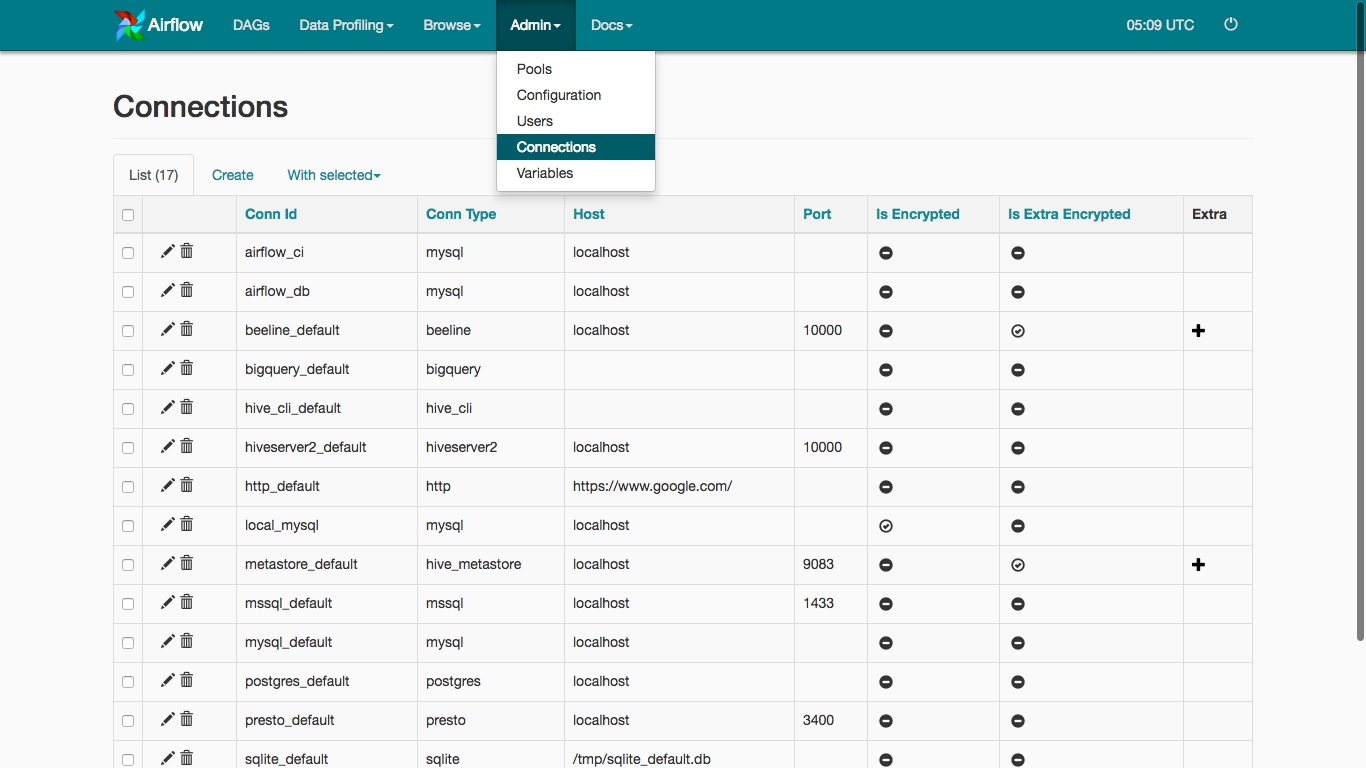 Airflow DAGs Data Profiling Browse Admin Docs 05:09 UTC
Pools
Configuration
Users
Connections
Variables
Connections
List (17) Create With selected
Conn Id Conn Type Host Port Is Encrypted Is Extra Encrypted Extra
airflow_ci mysql localhost
airflow_db mysql localhost
beeline_default beeline localhost 10000
bigquery_default bigquery
hive_cli_default hive_cli
hiveserver2_default hiveserver2 localhost 10000
http_default http https://www.google.com/
local_mysql mysql localhost
metastore_default hive_metastore localhost 9083
mssql_default mssql localhost 1433
mysql_default mysql localhost
postgres_default postgres localhost
presto_default presto localhost 3400
sqlite_default sqlite /tmp/sqlite_default.db